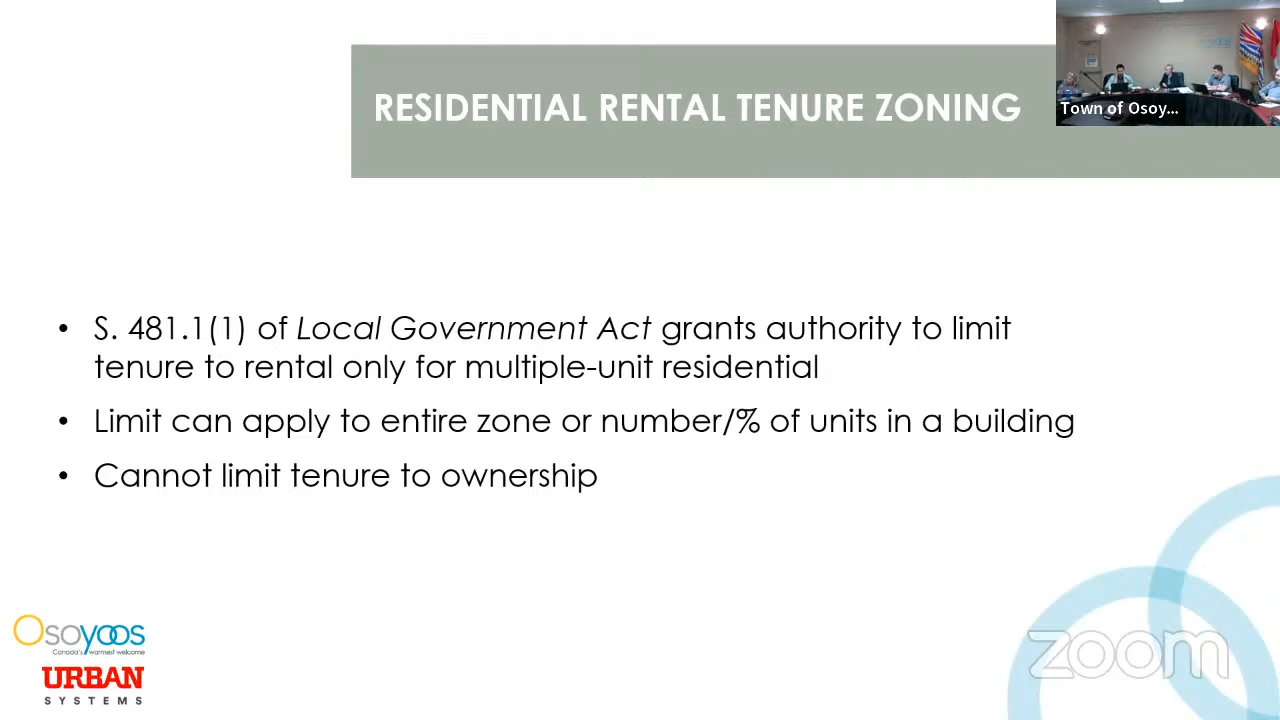 RESIDENTIAL RENTAL TENURE ZONING
Town of Osoy...
• S. 481.1(1) of Local Government Act grants authority to limit
tenure to rental only for multiple-unit residential
• Limit can apply to entire zone or number/% of units in a building
• Cannot limit tenure to ownership
Osoyoos
Canada's warmest welcome
URBAN
SYSTEMS
zoom